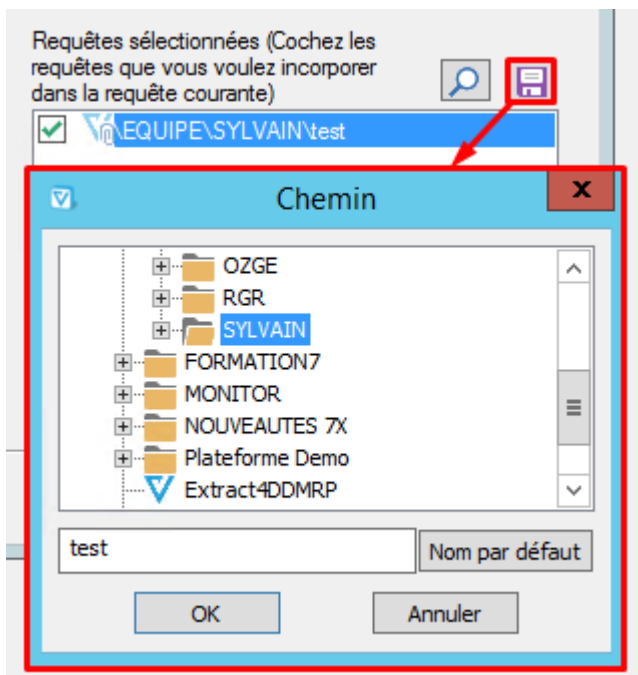 Requêtes sélectionnées (Cochez les
requêtes que vous voulez incorporer
dans la requête courante)
\EQUIPE\SYLVAIN\test
Chemin
x
OZGE
RGR
SYLVAIN
FORMATION7
MONITOR
NOUVEAUTES 7X
Plateforme Demo
Extract4DDMRP
test
Nom par défaut
OK
Annuler